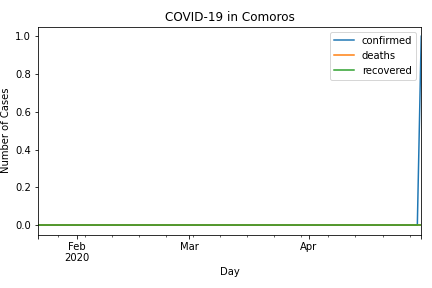 COVID-19 in Comoros
confirmed
deaths
recovered
Number of Cases
1.0
0.8
0.6
0.4
0.2
0.0
Feb
2020
Mar
Apr
Day